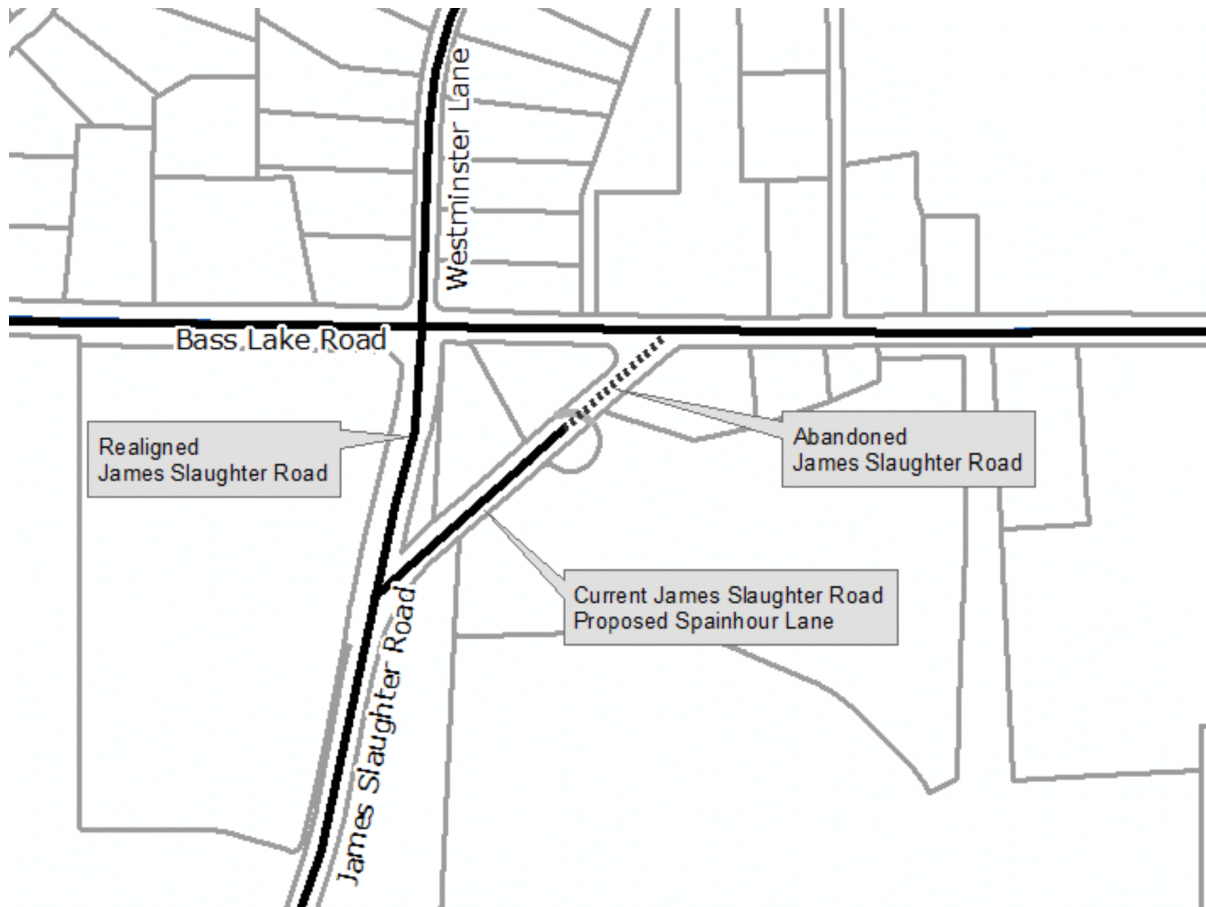 Westminster Lane
Bass Lake Road
Realigned
James Slaughter Road
Abandoned
James Slaughter Road
Current James Slaughter Road
Proposed Spainhour Lane
James Slaughter Road